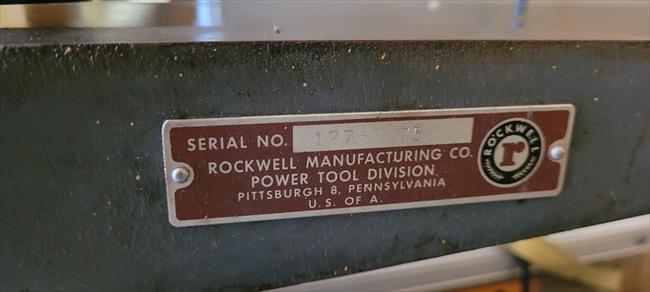 SERIAL NO.
ROCKWELL MANUFACTURING CO.
POWER TOOL DIVISION
PITTSBURGH 8, PENNSYLVANIA
U. S. OF A.
ROCKWELL
r